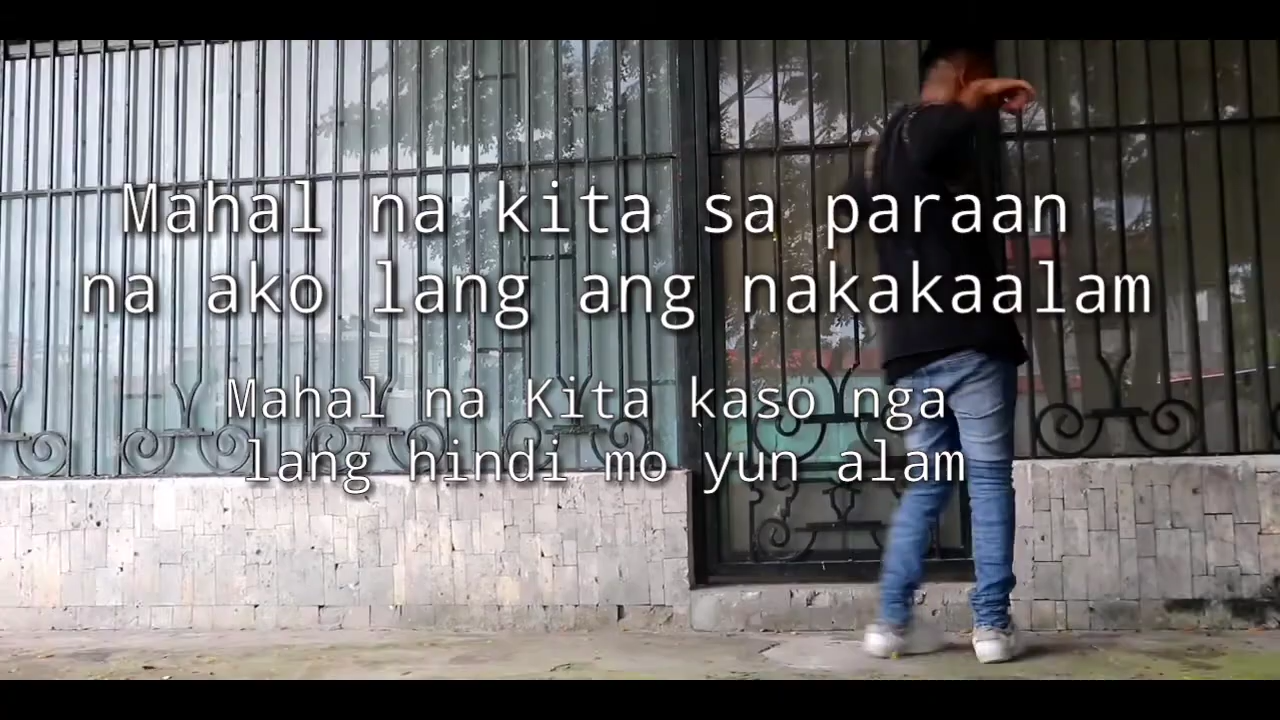 Mahal na kita sa paraan
na ako lang ang nakakaalam
Mahal na Kita kaso nga
lang hindi mo yun alam